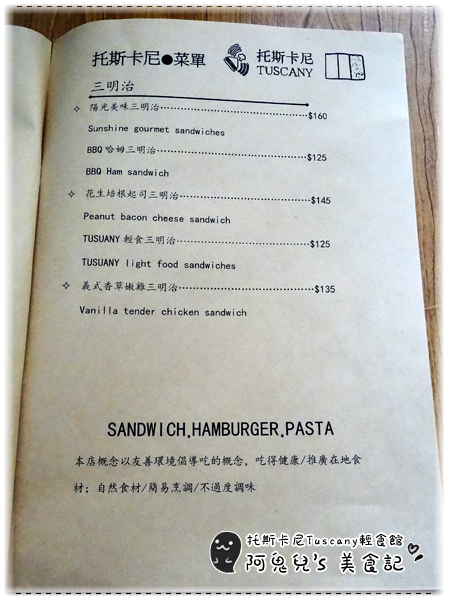 托斯卡尼●菜單
托斯卡尼
TUSCANY
三明治
✧ 陽光美味三明治……………………………………$160
Sunshine gourmet sandwiches
BBQ 哈姆三明治……………………………………$125
BBQ Ham sandwich
✧ 花生培根起司三明治………………………………$145
Peanut bacon cheese sandwich
TUSUANY 輕食三明治………………………………$125
TUSUANY light food sandwiches
✧ 義式香草嫩雞三明治………………………………$135
Vanilla tender chicken sandwich
SANDWICH.HAMBURGER.PASTA
本店概念以友善環境倡導吃的概念，吃得健康/推廣在地食
材；自然食材/簡易烹調/不過度調味
托斯卡尼Tuscany輕食館
阿鬼兒's 美食記